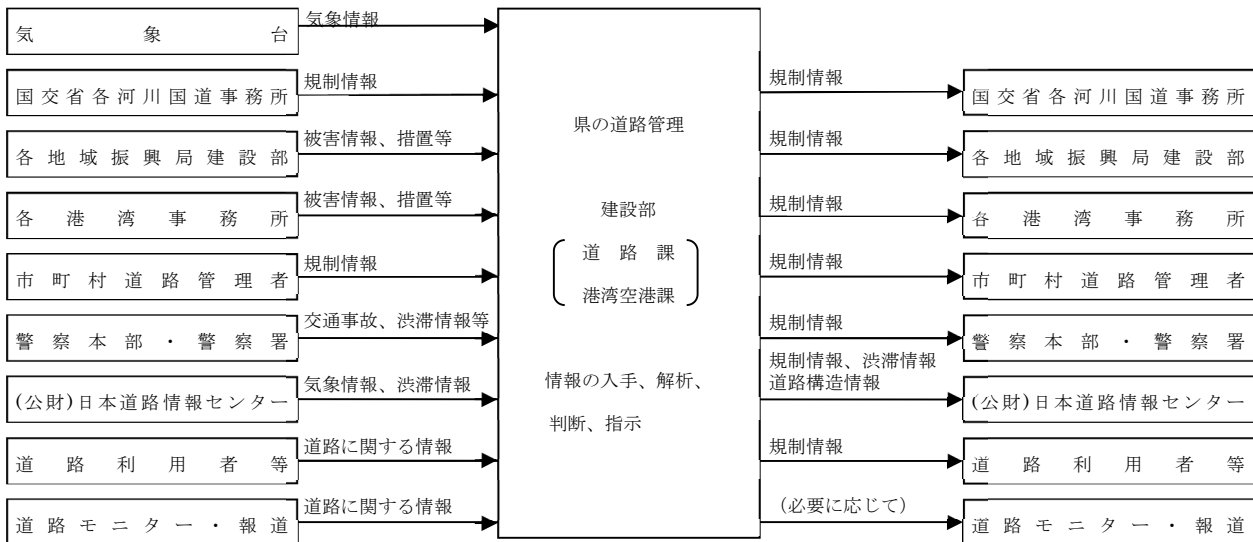 気象台
気象情報
国交省各河川国道事務所
規制情報
各地域振興局建設部
被害情報、措置等
各港湾事務所
被害情報、措置等
市町村道路管理者
規制情報
警察本部・警察署
交通事故、渋滞情報等
(公財)日本道路情報センター
気象情報、渋滞情報
道路利用者等
道路に関する情報
道路モニター・報道
道路に関する情報
県の道路管理
建設部
道路課
港湾空港課
情報の入手、解析、
判断、指示
規制情報
国交省各河川国道事務所
規制情報
各地域振興局建設部
規制情報
各港湾事務所
規制情報
市町村道路管理者
規制情報
警察本部・警察署
規制情報、渋滞情報
道路構造情報
(公財)日本道路情報センター
規制情報
道路利用者等
（必要に応じて）
道路モニター・報道